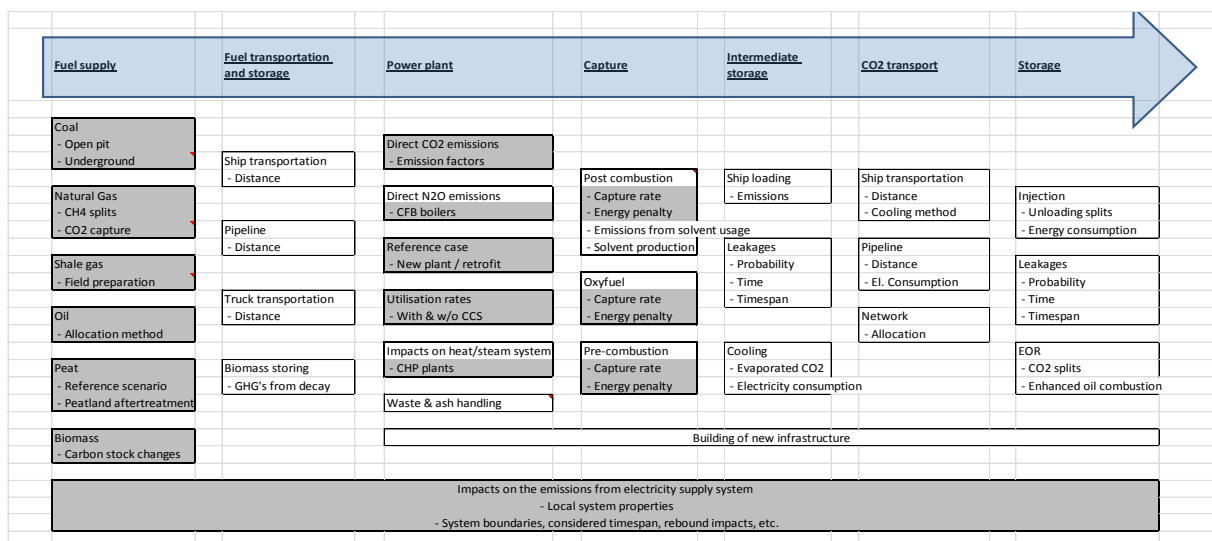 Fuel supply
Fuel transportation
and storage
Power plant
Capture
Intermediate
storage
CO2 transport
Storage
Coal
- Open pit
- Underground
Natural Gas
- CH4 splits
- CO2 capture
Shale gas
- Field preparation
Oil
- Allocation method
Peat
- Reference scenario
- Peatland aftertreatment
Biomass
- Carbon stock changes
Ship transportation
- Distance
Pipeline
- Distance
Truck transportation
- Distance
Biomass storing
- GHG's from decay
Direct CO2 emissions
- Emission factors
Direct N2O emissions
- CFB boilers
Reference case
- New plant / retrofit
Utilisation rates
- With & w/o CCS
Impacts on heat/steam system
- CHP plants
Waste & ash handling
Post combustion
- Capture rate
- Energy penalty
- Emissions from solvent usage
- Solvent production
Oxyfuel
- Capture rate
- Energy penalty
Pre-combustion
- Capture rate
- Energy penalty
Ship loading
- Emissions
Leakages
- Probability
- Time
- Timespan
Cooling
- Evaporated CO2
- Electricity consumption
Ship transportation
- Distance
- Cooling method
Pipeline
- Distance
- El. Consumption
Network
- Allocation
Injection
- Unloading splits
- Energy consumption
Leakages
- Probability
- Time
- Timespan
EOR
- CO2 splits
- Enhanced oil combustion
Building of new infrastructure
Impacts on the emissions from electricity supply system
- Local system properties
- System boundaries, considered timespan, rebound impacts, etc.